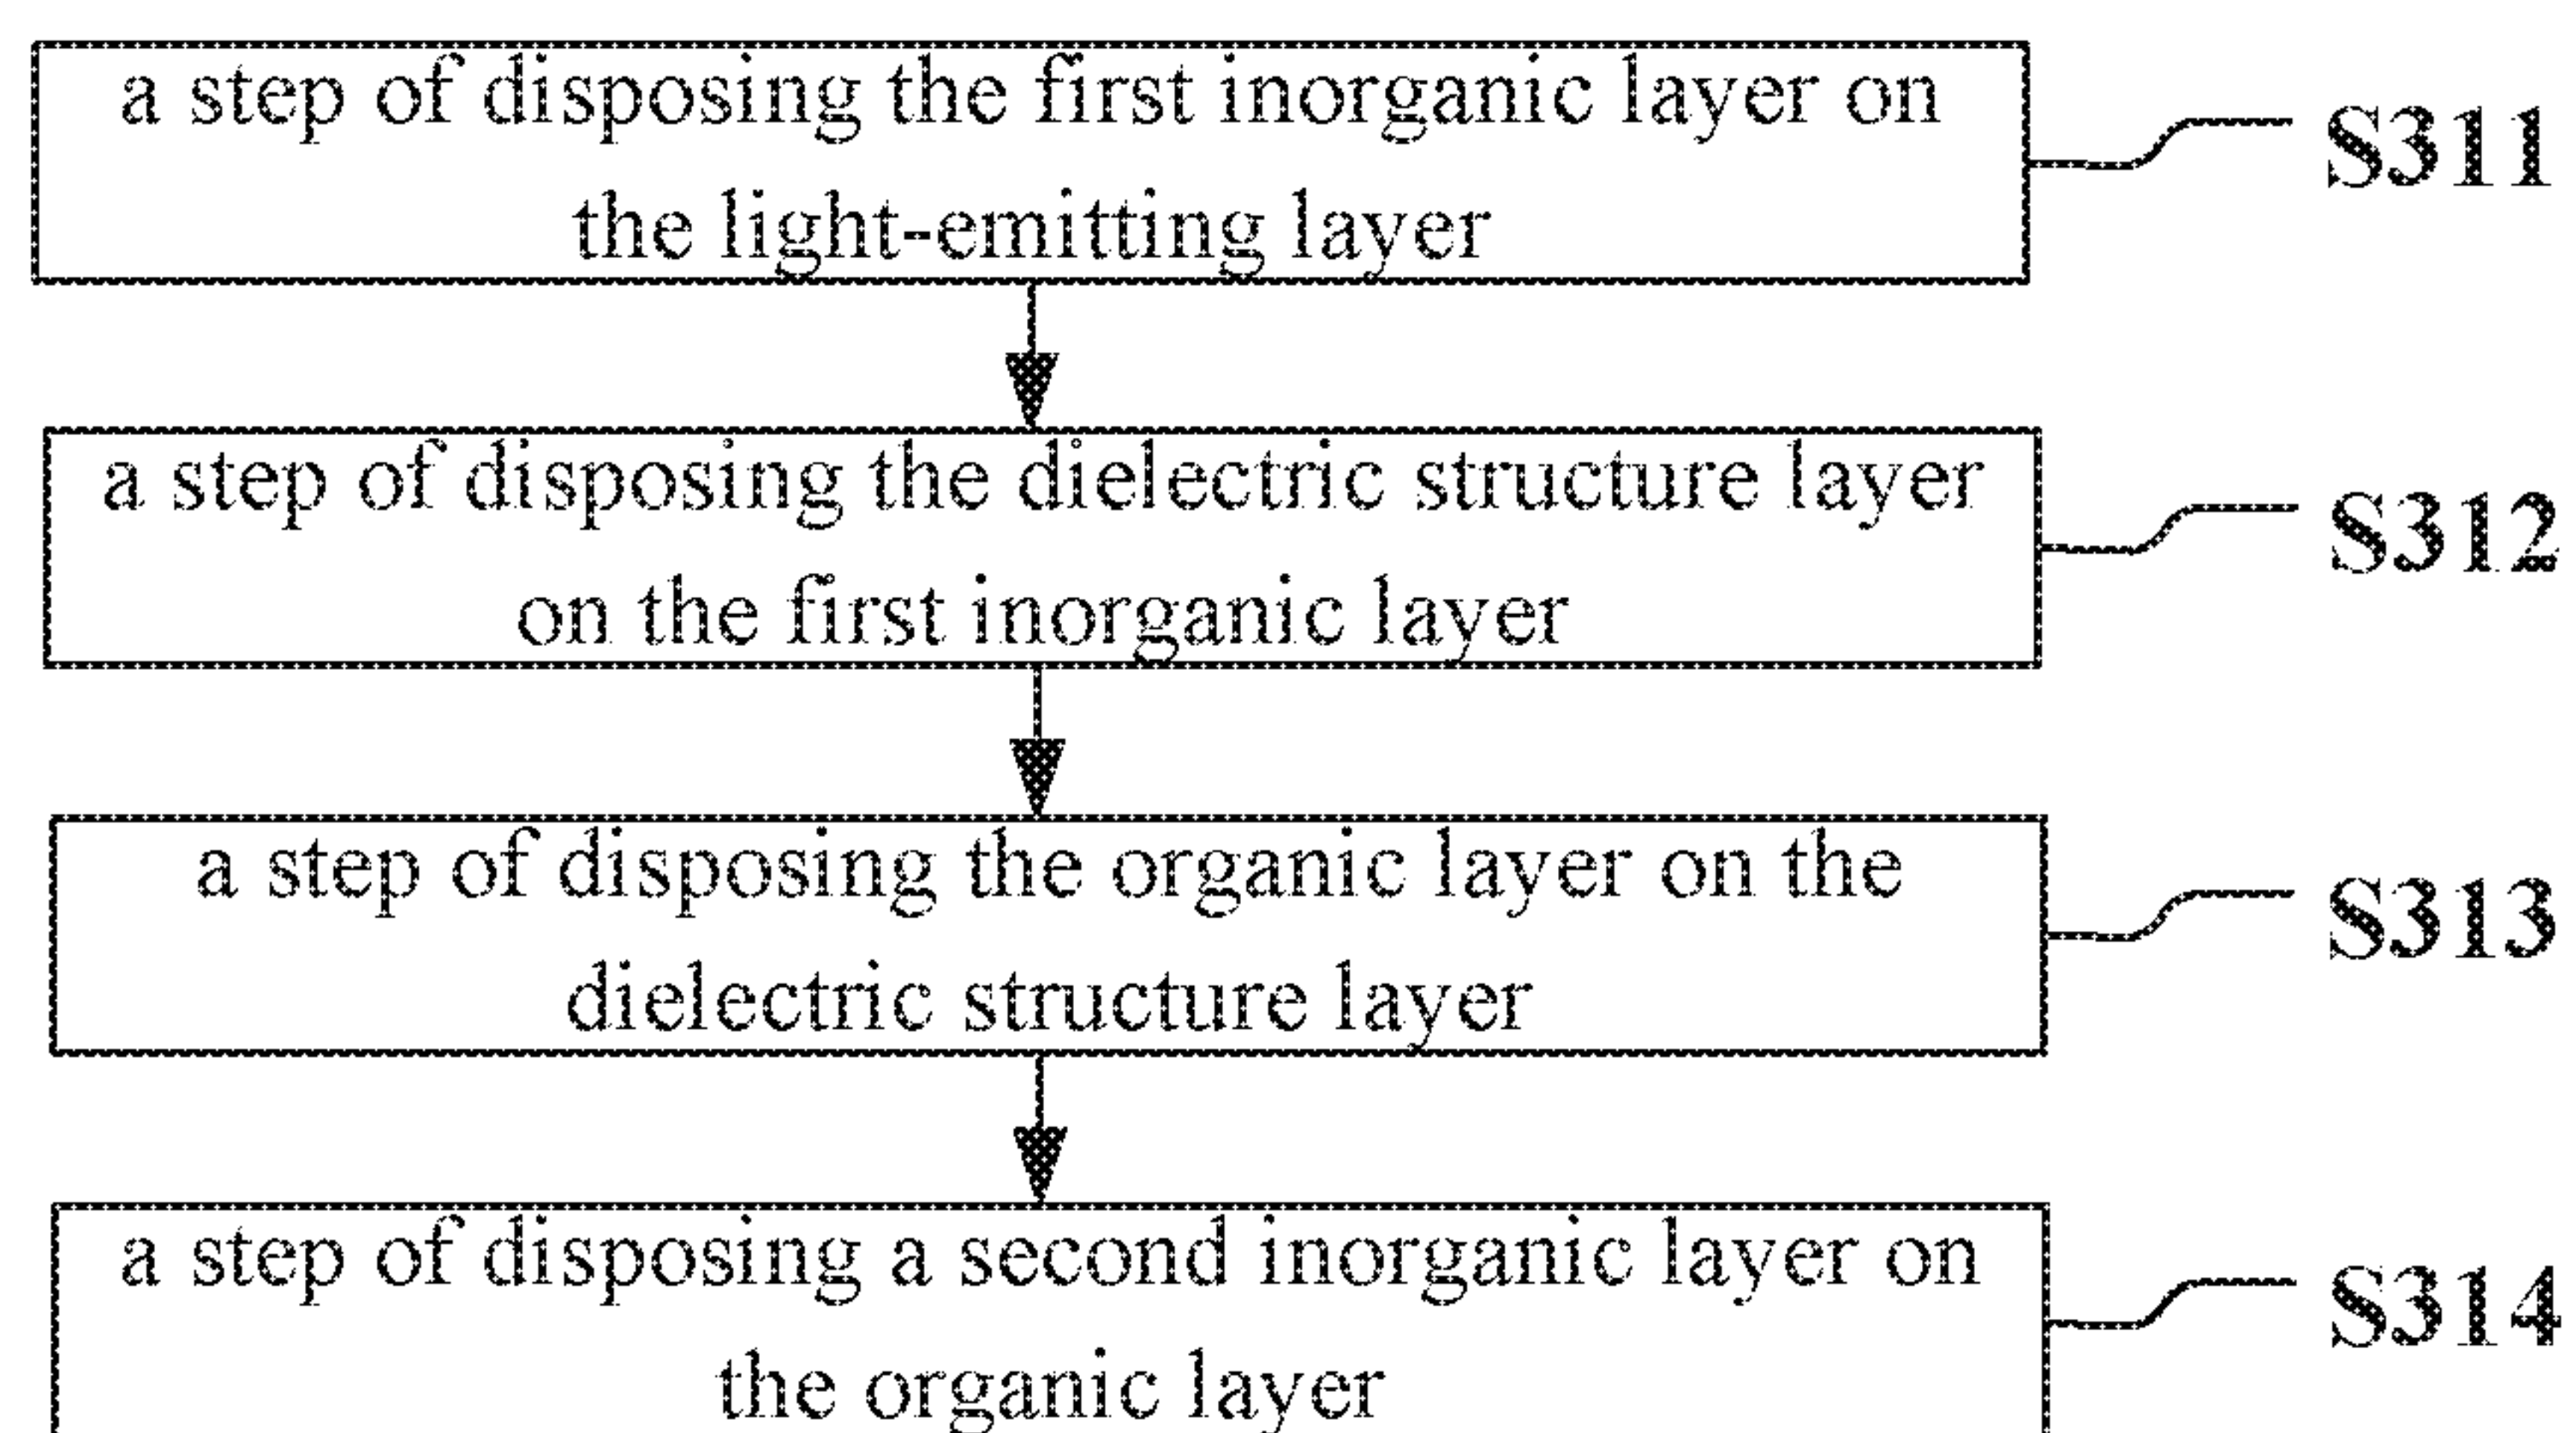 a step of disposing the first inorganic layer on
the light-emitting layer
S311
a step of disposing the dielectric structure layer
on the first inorganic layer
S312
a step of disposing the organic layer on the
dielectric structure layer
S313
a step of disposing a second inorganic layer on
the organic layer
S314